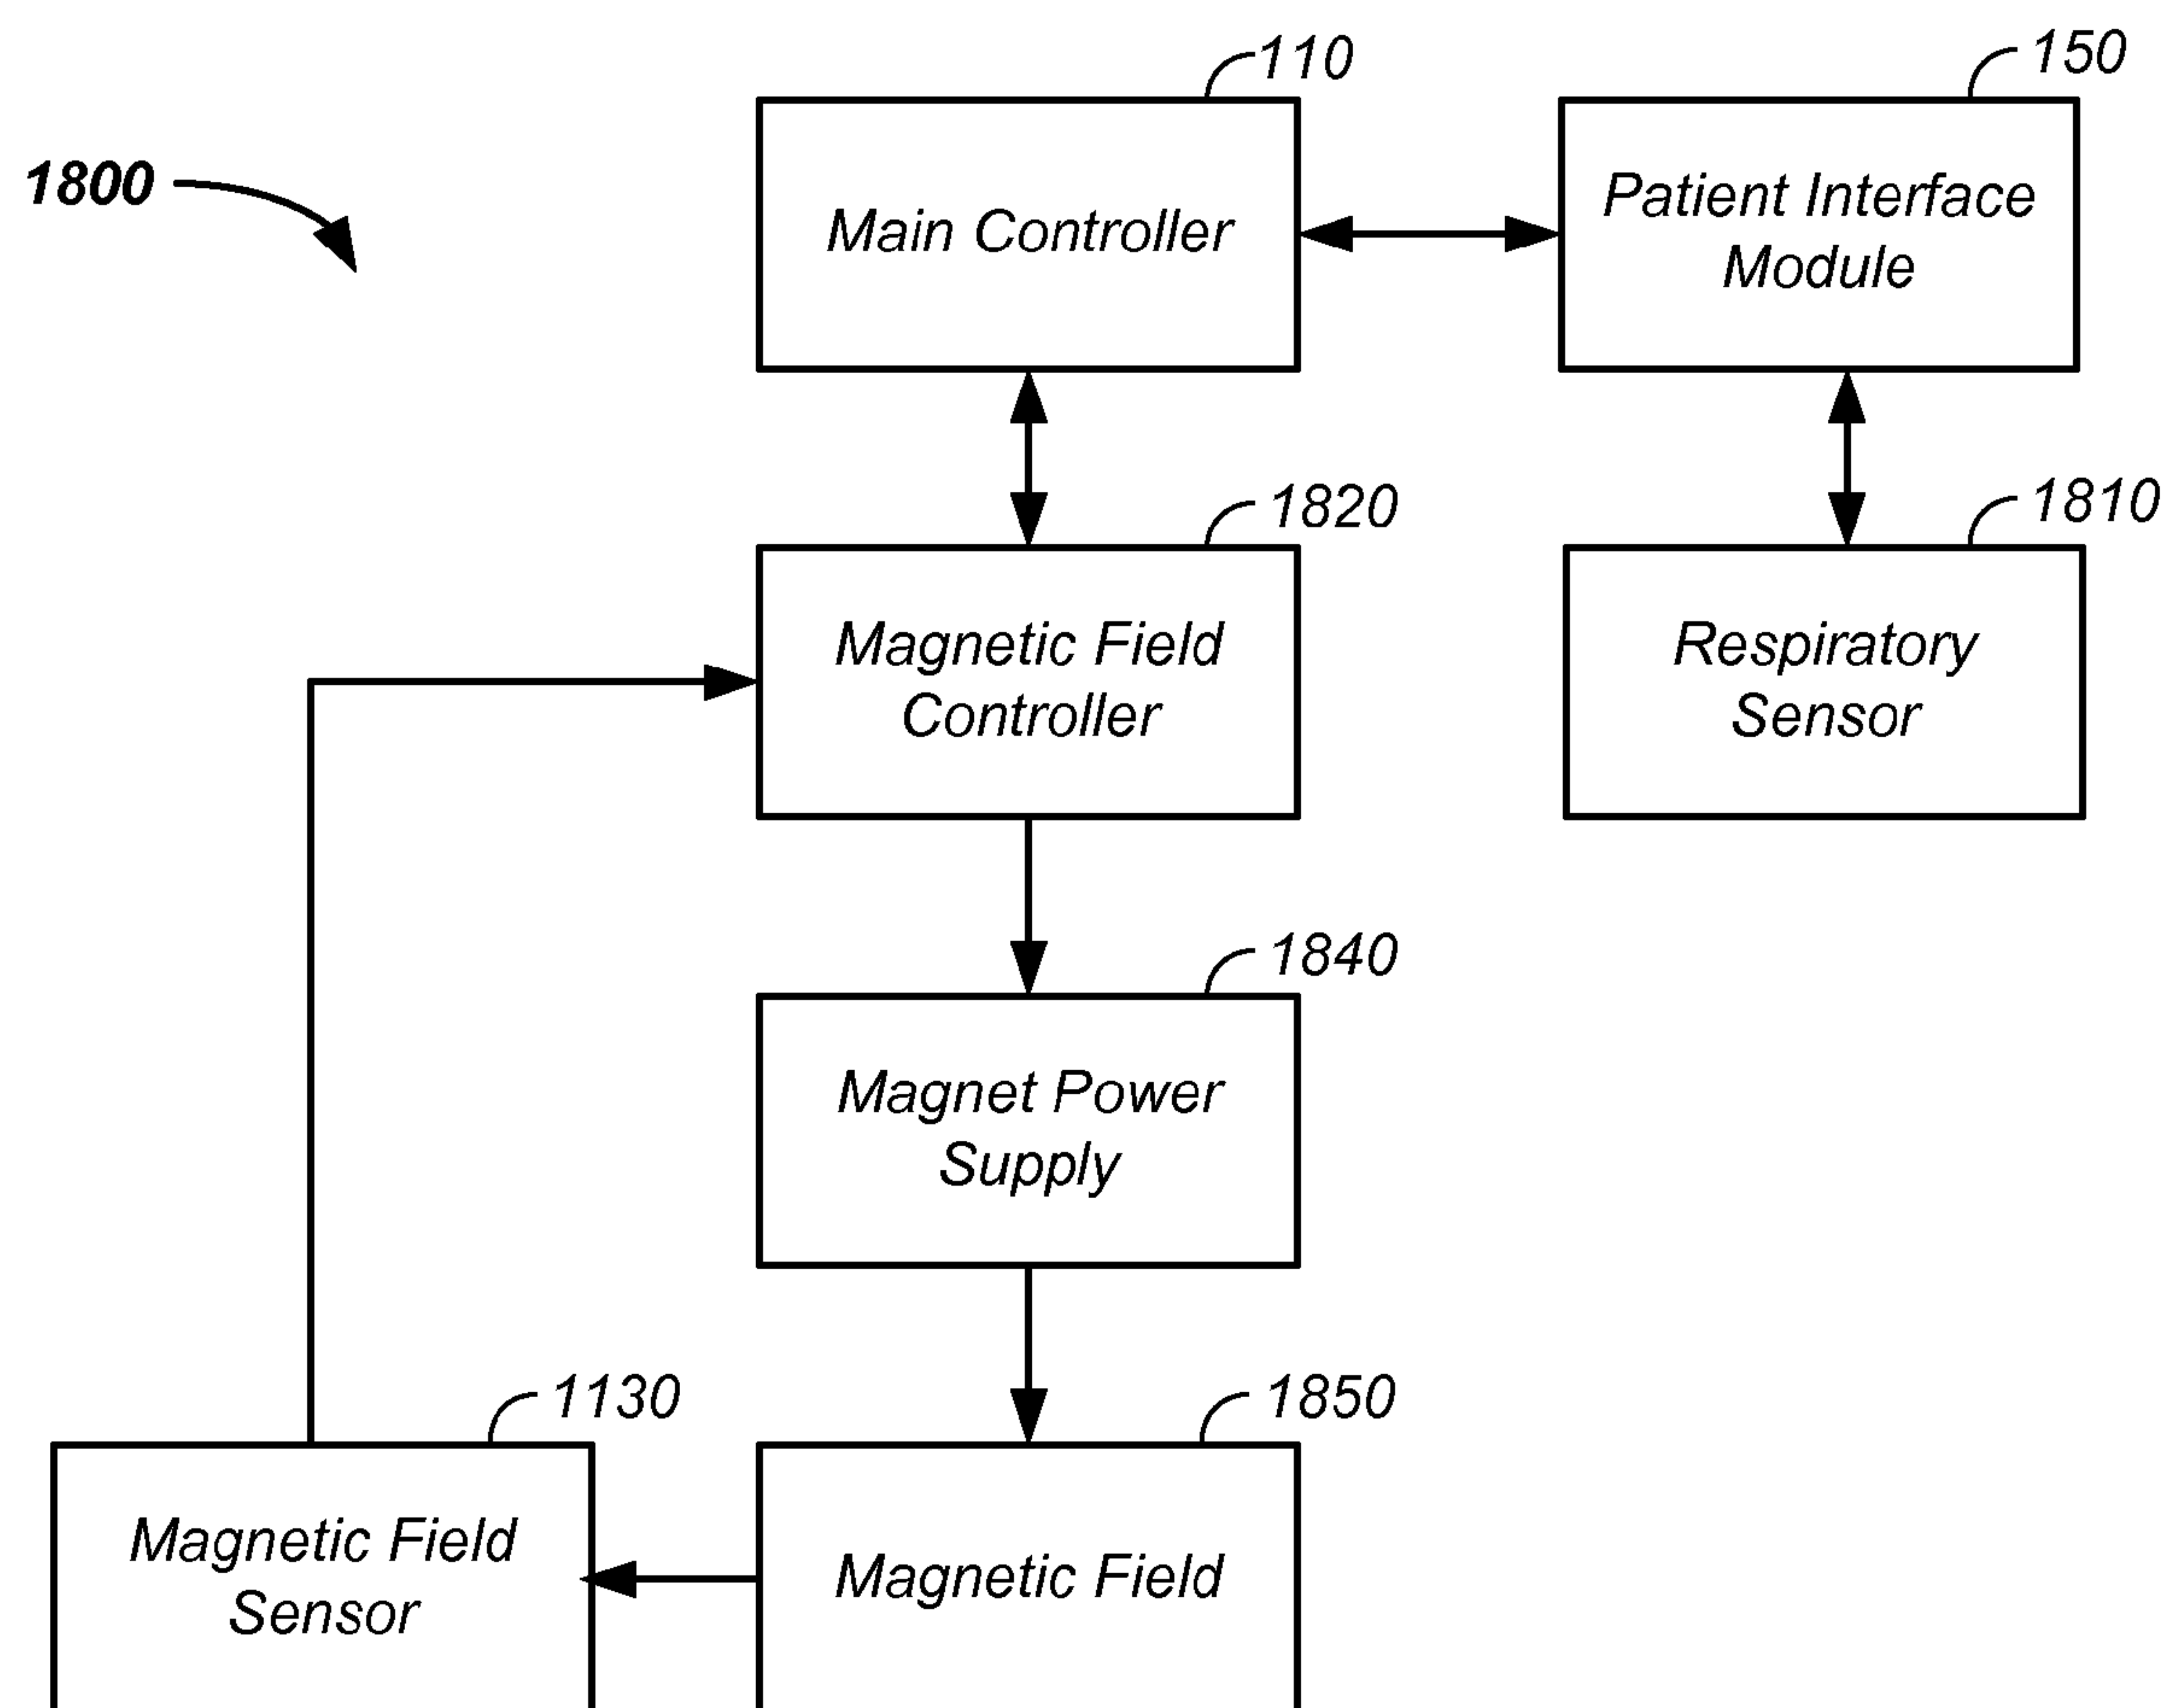 110
150
1800
Main Controller
Patient Interface
Module
1820
1810
Magnetic Field
Controller
Respiratory
Sensor
1840
Magnet Power
Supply
1130
1850
Magnetic Field
Sensor
Magnetic Field